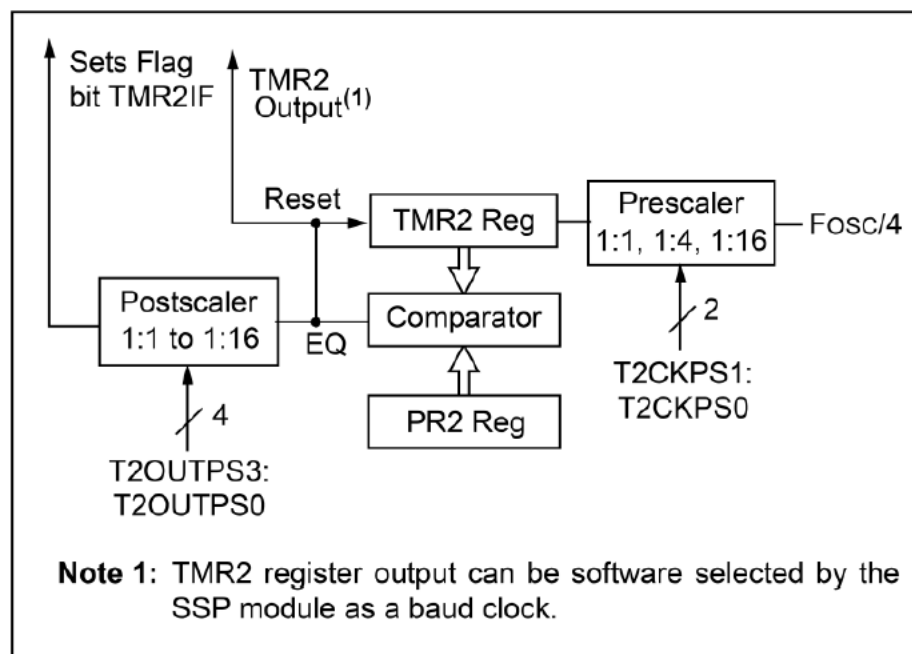 Sets Flag
bit TMR2IF
TMR2
Output(1)
Reset
TMR2 Reg
Prescaler
1:1, 1:4, 1:16
Fosc/4
Postscaler
1:1 to 1:16
EQ
Comparator
2
T2CKPS1:
T2CKPS0
PR2 Reg
4
T2OUTPS3:
T2OUTPS0
Note 1: TMR2 register output can be software selected by the
SSP module as a baud clock.